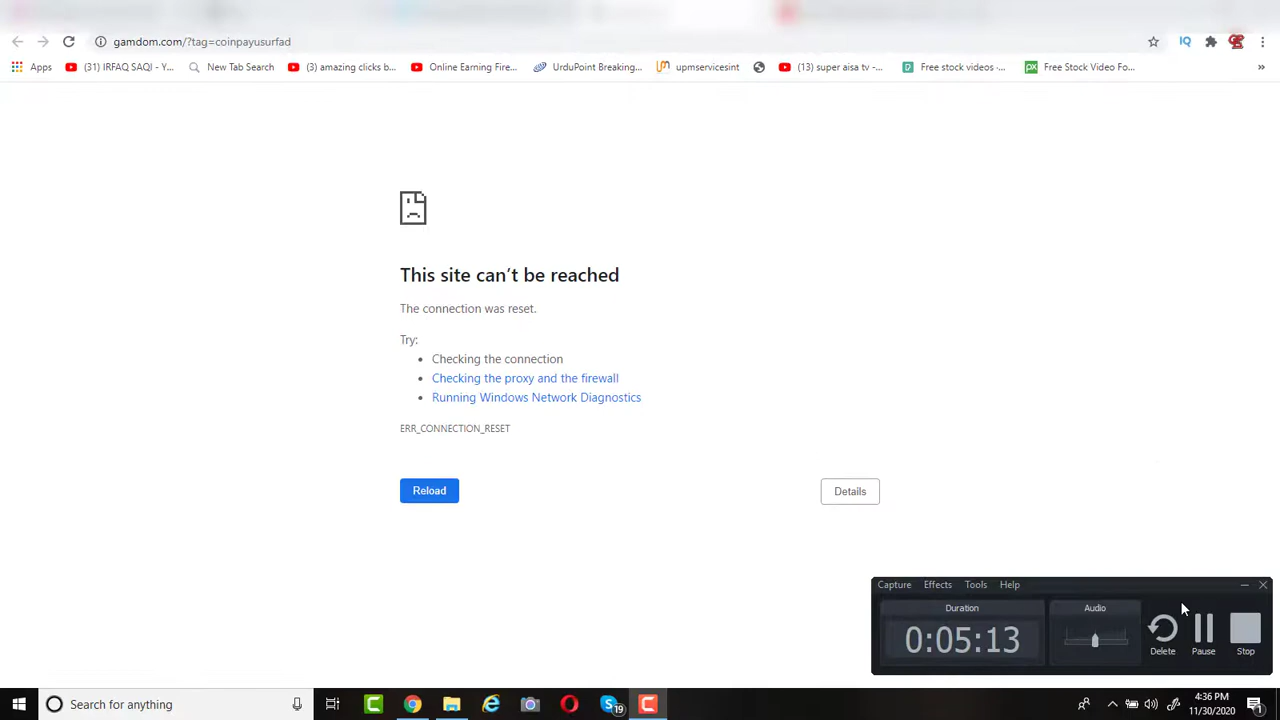 gamdom.com/?tag=coinpayusurfad
Apps (31) IRFAQ SAQI - Y... New Tab Search (3) amazing clicks b... Online Earning Fire... UrduPoint Breaking... upmservicesint (13) super aisa tv -... Free stock videos -... Free Stock Video Fo... »
This site can't be reached
The connection was reset.
Try:
Checking the connection
Checking the proxy and the firewall
Running Windows Network Diagnostics
ERR_CONNECTION_RESET
Reload Details
Capture Effects Tools Help
Duration Audio
0:05:13
Delete Pause Stop
Search for anything
19
4:36 PM
11/30/2020
1